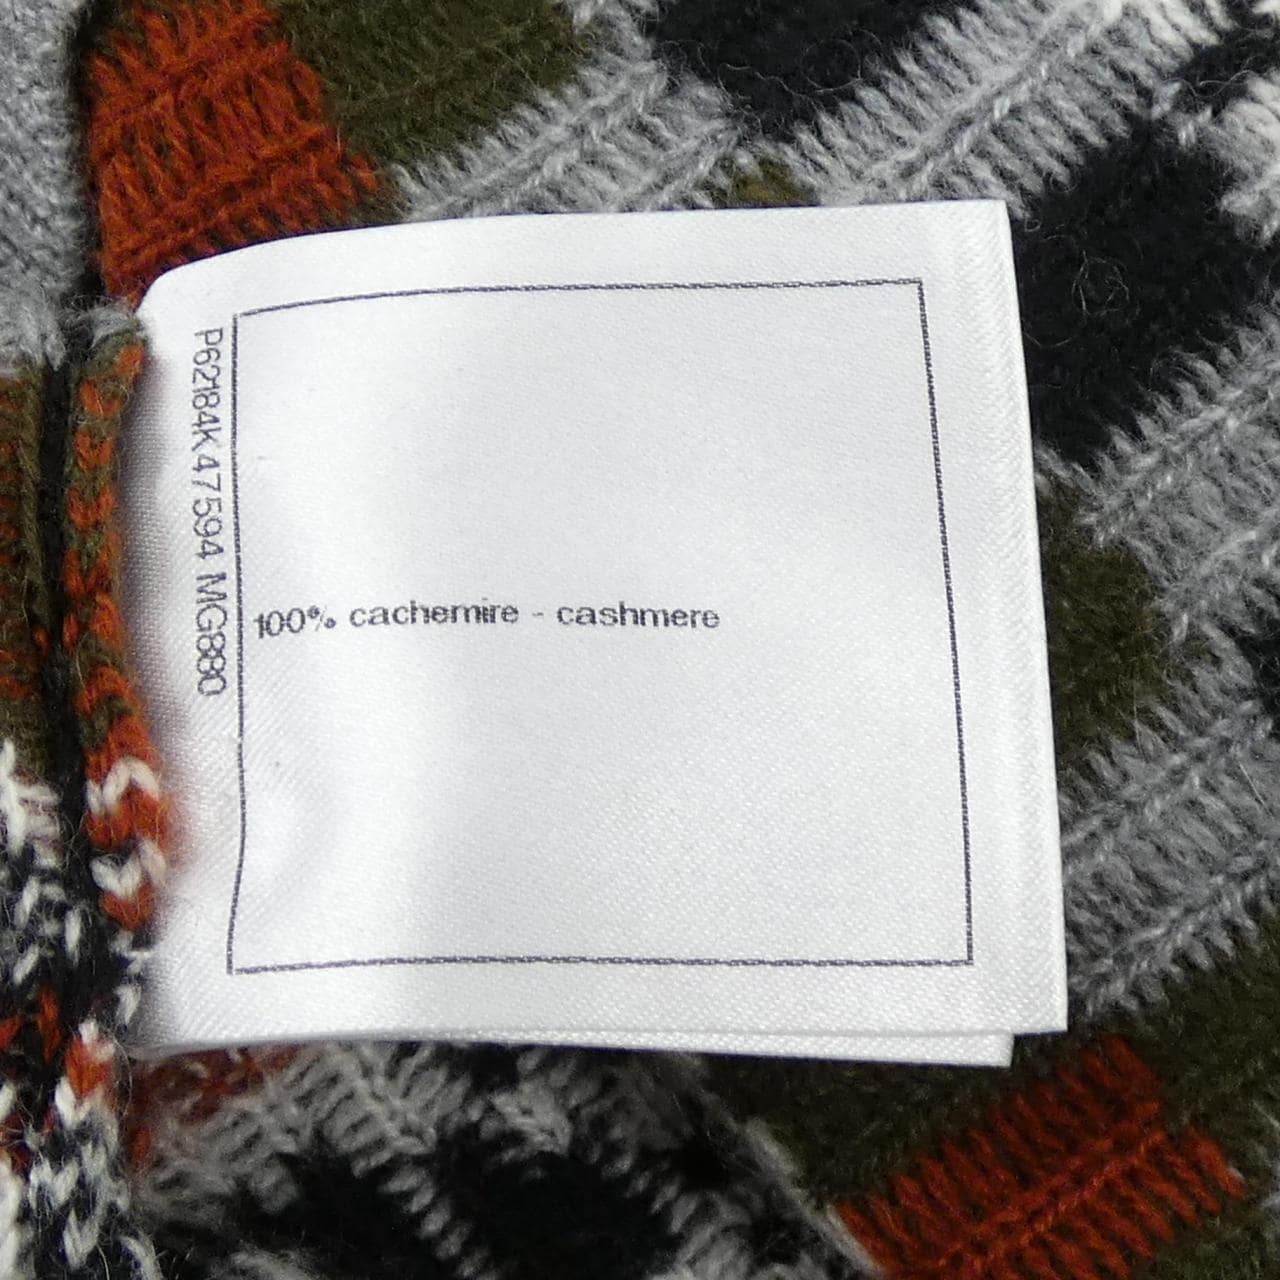 P62184K47594 MG880
100% cachemire - cashmere